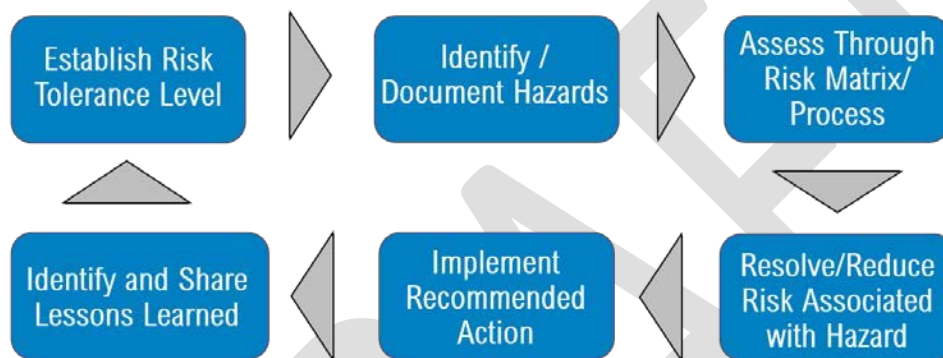 Establish Risk
Tolerance Level
Identify /
Document Hazards
Assess Through
Risk Matrix/
Process
Resolve/Reduce
Risk Associated
with Hazard
Implement
Recommended
Action
Identify and Share
Lessons Learned